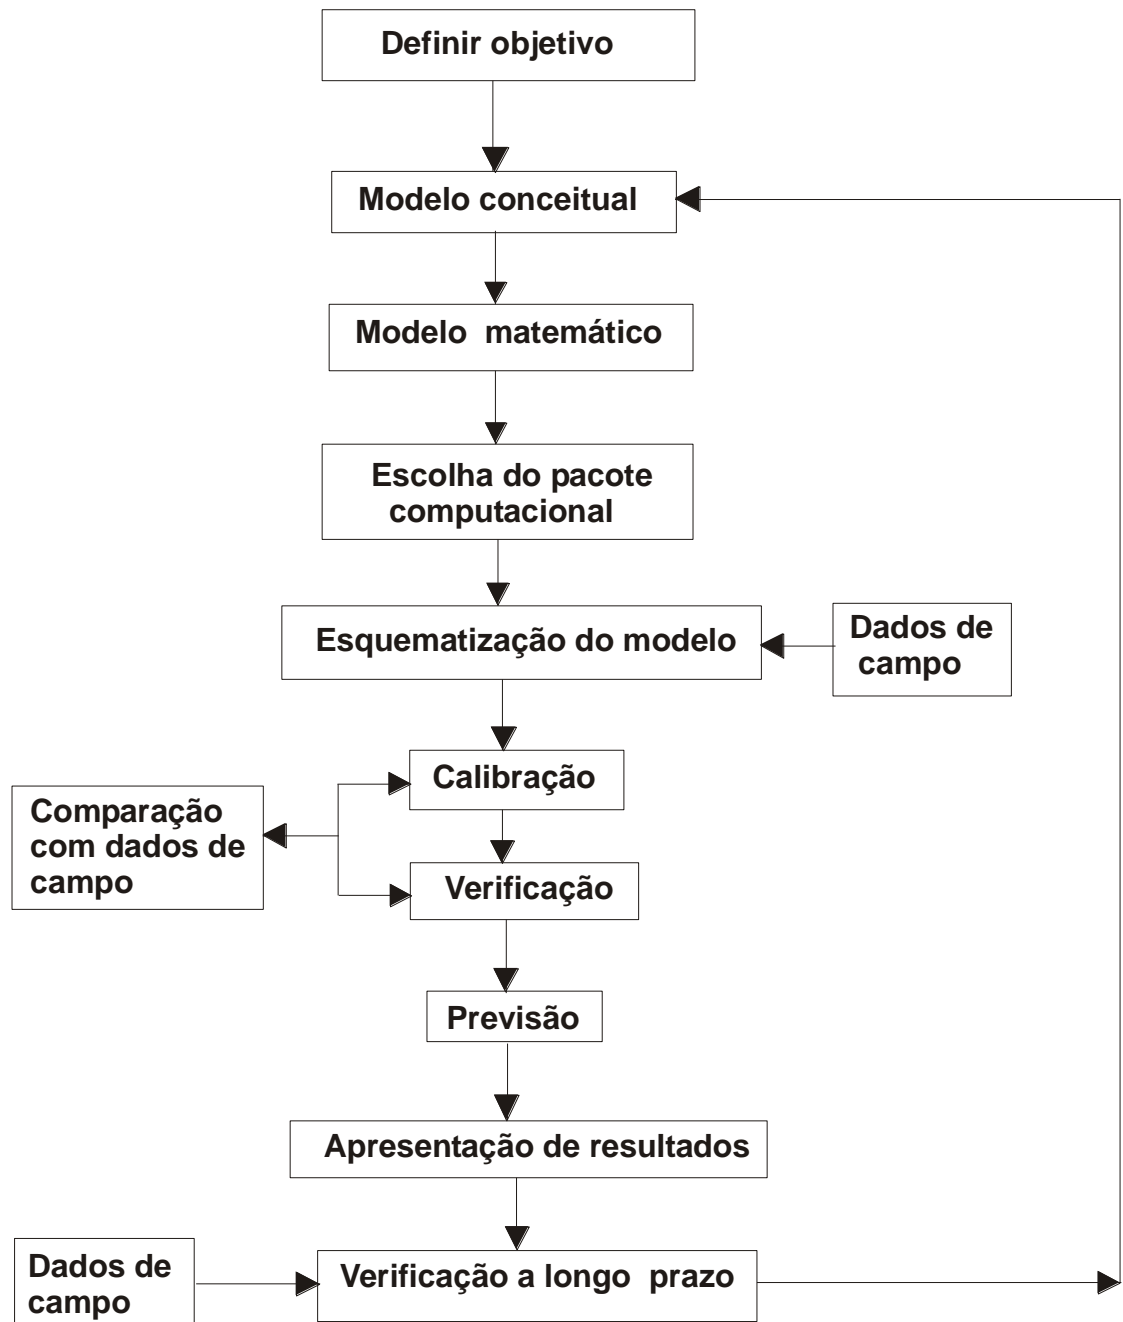 Definir objetivo
Modelo conceitual
Modelo matemático
Escolha do pacote
computacional
Esquematização do modelo
Dados de
campo
Calibração
Comparação
com dados de
campo
Verificação
Previsão
Apresentação de resultados
Dados de
campo
Verificação a longo prazo